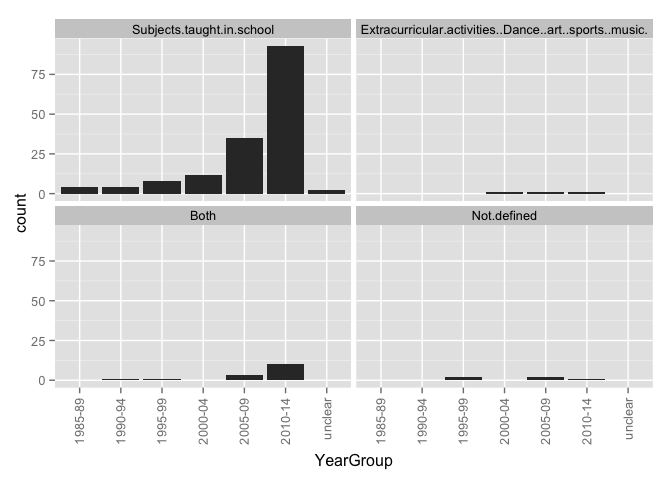 Subjects.taught.in.school
Extracurricular.activities..Dance..art..sports..music.
75
50
25
0
Both
Not.defined
75
50
25
0
count
1985-89
1990-94
1995-99
2000-04
2005-09
2010-14
unclear
1985-89
1990-94
1995-99
2000-04
2005-09
2010-14
unclear
YearGroup